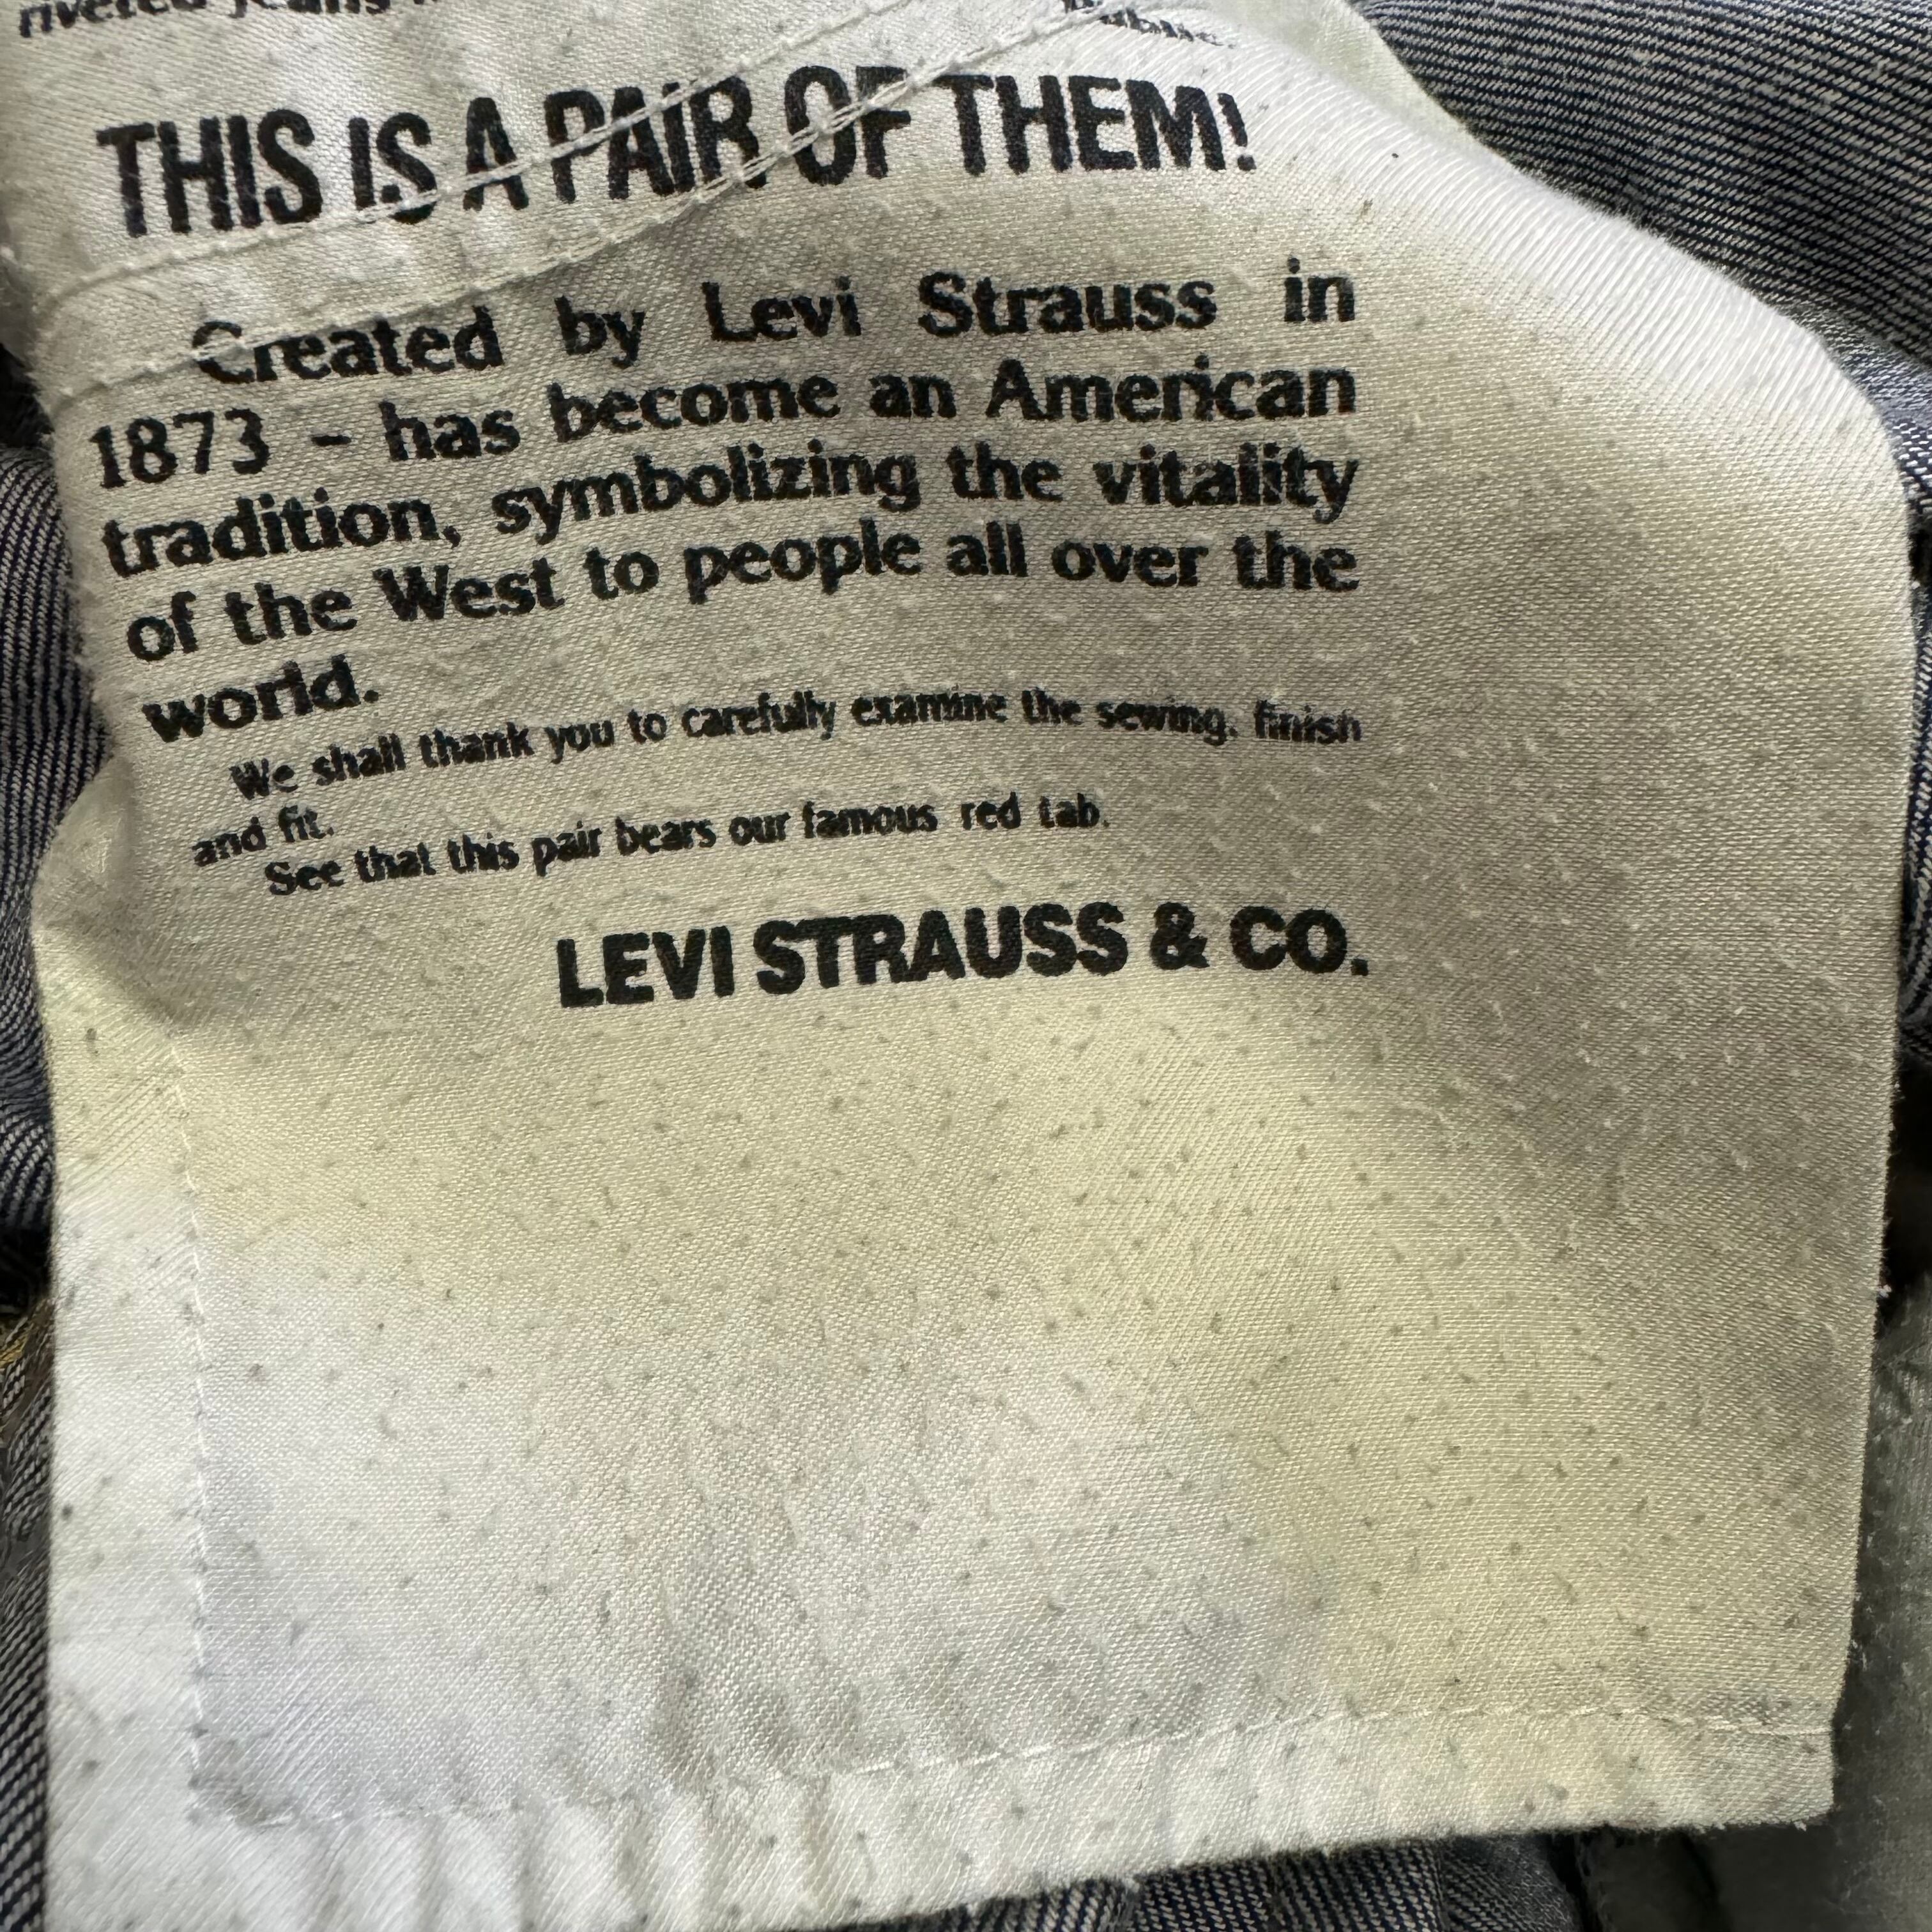 riveted jeans
THIS IS A PAIR OF THEM!
Created by Levi Strauss in
1873 – has become an American
tradition, symbolizing the vitality
of the West to people all over the
world.
We shall thank you to carefully examine the sewing, finish
and fit.
See that this pair bears our famous red tab.
LEVI STRAUSS & CO.